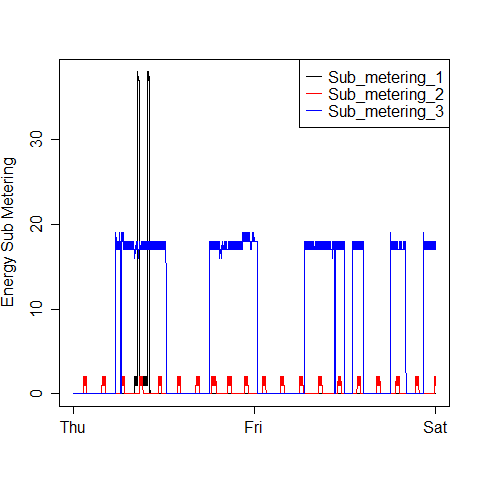 Sub_metering_1
Sub_metering_2
Sub_metering_3
Energy Sub Metering
30
20
10
0
Thu Fri Sat